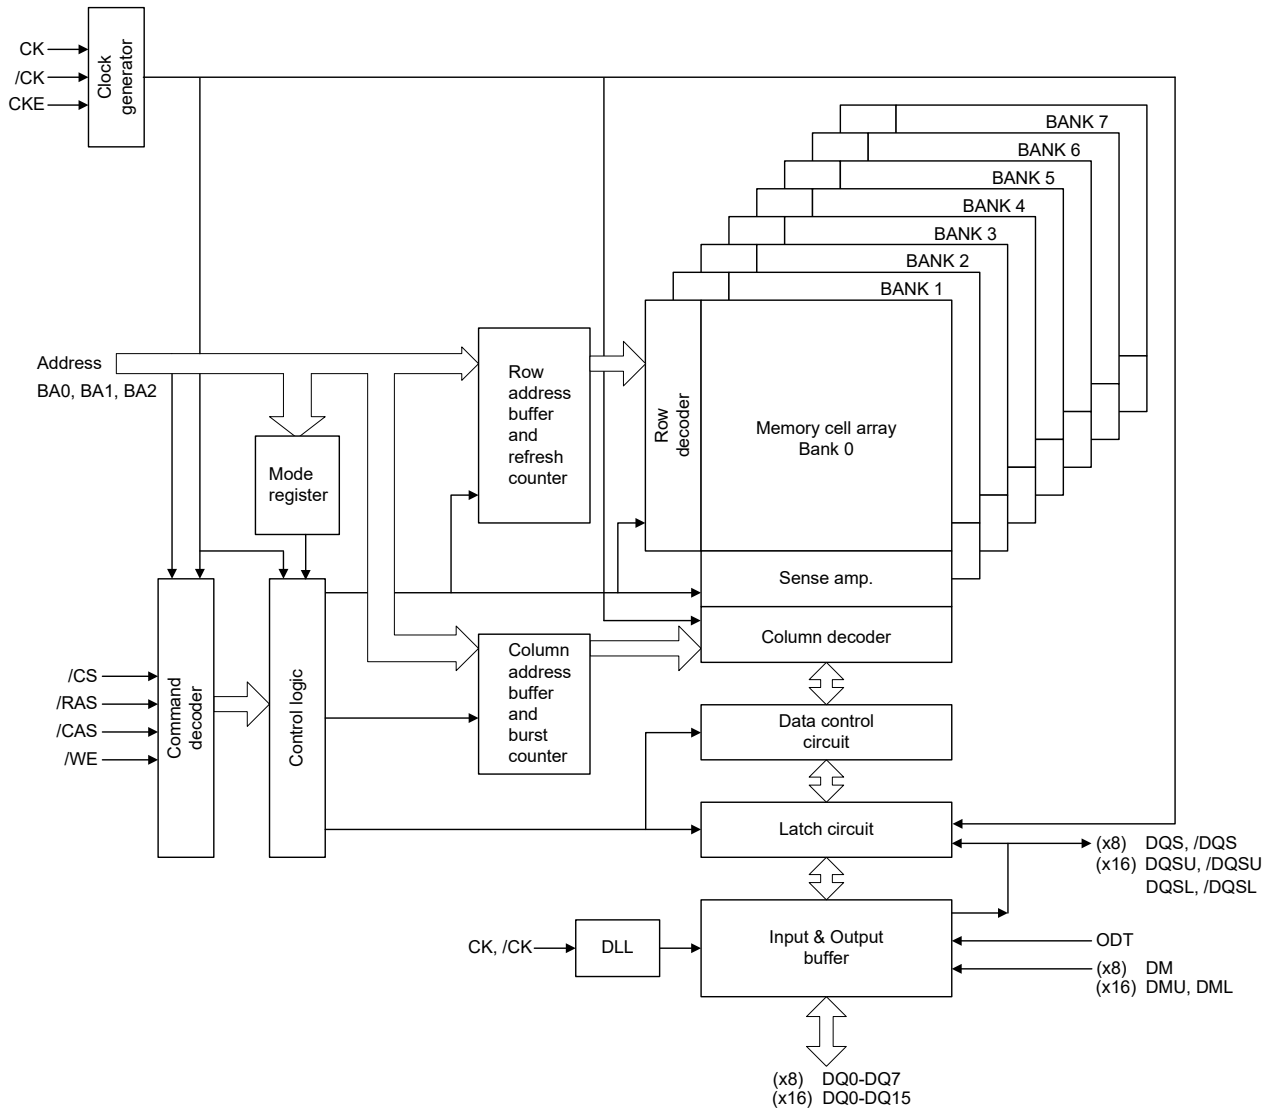 CK
/CK
CKE
Clock
generator
BANK 7
BANK 6
BANK 5
BANK 4
BANK 3
BANK 2
BANK 1
Address
BA0, BA1, BA2
Mode
register
Row
address
buffer
and
refresh
counter
Row
decoder
Memory cell array
Bank 0
Sense amp.
Column decoder
/CS
/RAS
/CAS
/WE
Command
decoder
Control logic
Column
address
buffer
and
burst
counter
Data control
circuit
Latch circuit
(x8) DQS, /DQS
(x16) DQSU, /DQSU
DQSL, /DQSL
CK, /CK
DLL
Input & Output
buffer
ODT
(x8) DM
(x16) DMU, DML
(x8) DQ0-DQ7
(x16) DQ0-DQ15